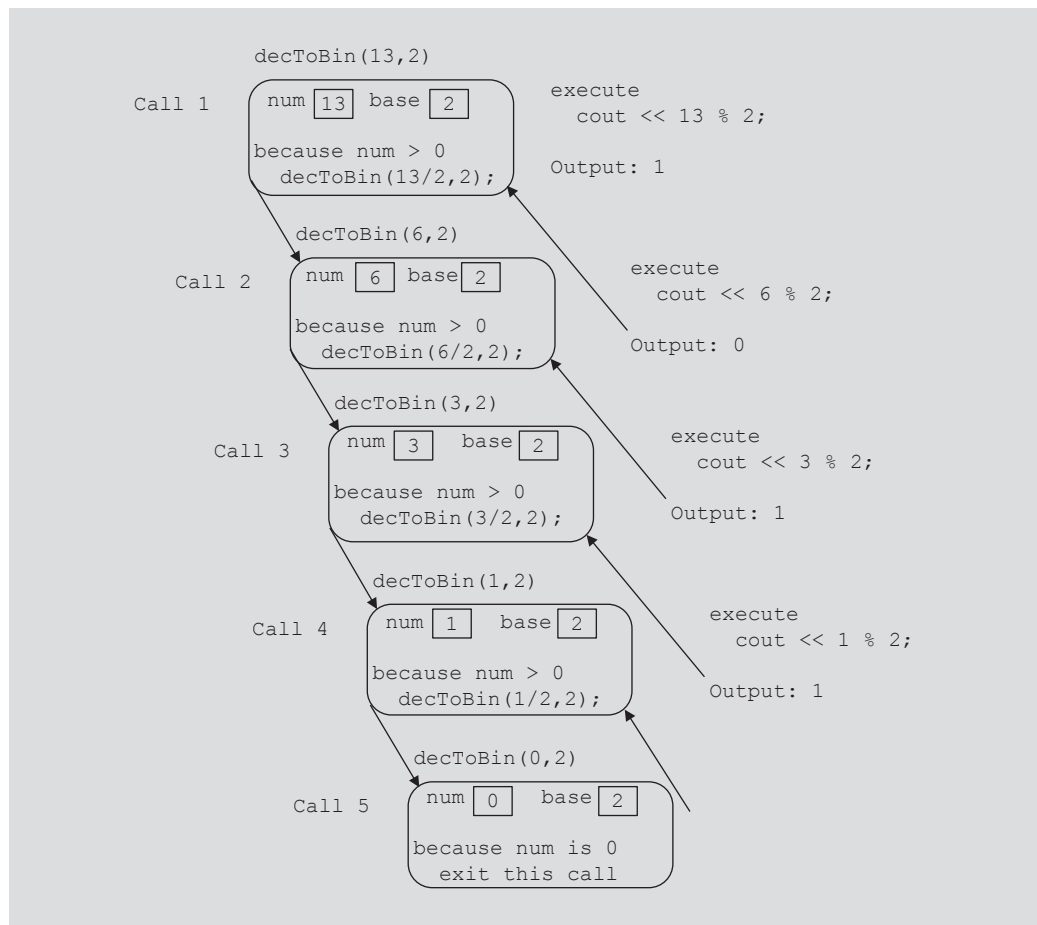 decToBin(13,2)
Call 1
num 13 base 2
because num > 0
decToBin(13/2,2);
execute
cout << 13 % 2;
Output: 1
decToBin(6,2)
Call 2
num 6 base 2
because num > 0
decToBin(6/2,2);
execute
cout << 6 % 2;
Output: 0
decToBin(3,2)
Call 3
num 3 base 2
because num > 0
decToBin(3/2,2);
execute
cout << 3 % 2;
Output: 1
decToBin(1,2)
Call 4
num 1 base 2
because num > 0
decToBin(1/2,2);
execute
cout << 1 % 2;
Output: 1
decToBin(0,2)
Call 5
num 0 base 2
because num is 0
exit this call